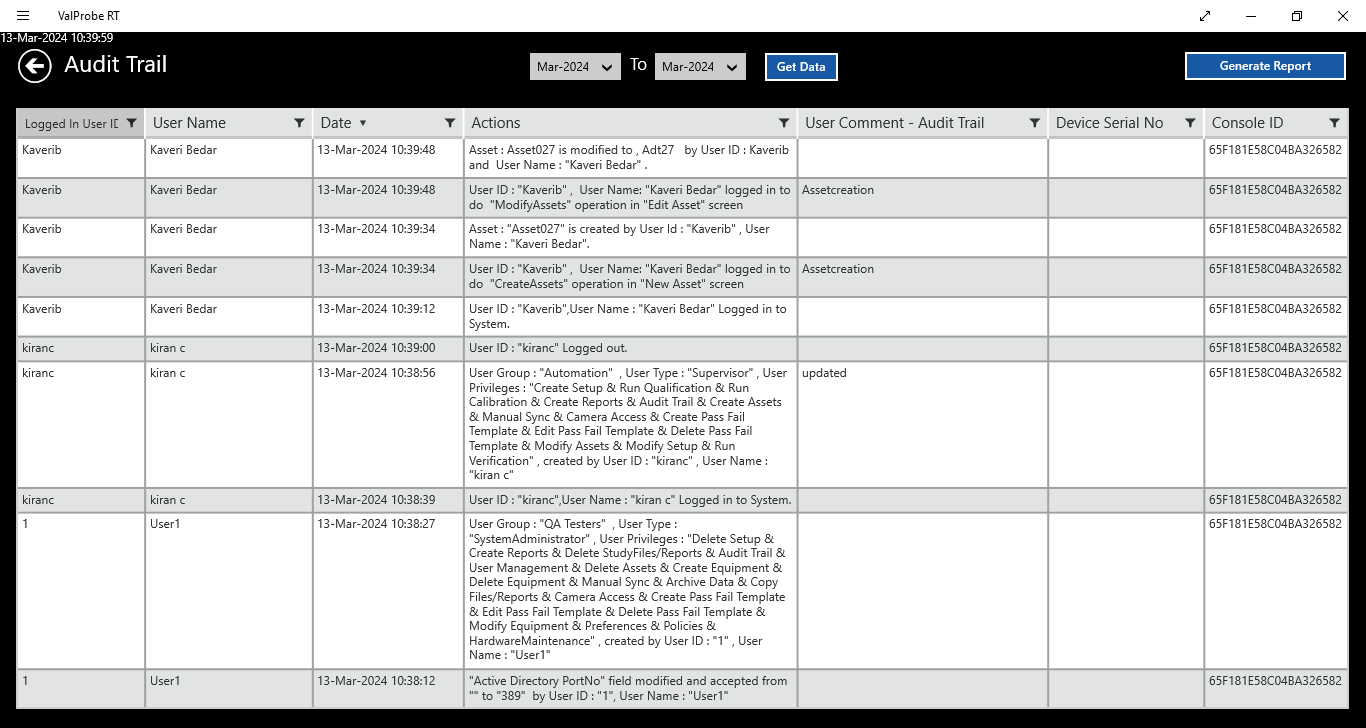 ValProbe RT
13-Mar-2024 10:39:59
Audit Trail
Mar-2024 To Mar-2024 Get Data Generate Report
Logged In User ID User Name Date Actions User Comment - Audit Trail Device Serial No Console ID
Kaverib Kaveri Bedar 13-Mar-2024 10:39:48 Asset : Asset027 is modified to , Adt27 by User ID : Kaverib 65F181E58C04BA326582
and User Name : "Kaveri Bedar" .
Kaverib Kaveri Bedar 13-Mar-2024 10:39:48 User ID : "Kaverib" , User Name: "Kaveri Bedar" logged in to Assetcreation 65F181E58C04BA326582
do "ModifyAssets" operation in "Edit Asset" screen
Kaverib Kaveri Bedar 13-Mar-2024 10:39:34 Asset : "Asset027" is created by User Id : "Kaverib" , User 65F181E58C04BA326582
Name : "Kaveri Bedar".
Kaverib Kaveri Bedar 13-Mar-2024 10:39:34 User ID : "Kaverib" , User Name: "Kaveri Bedar" logged in to Assetcreation 65F181E58C04BA326582
do "CreateAssets" operation in "New Asset" screen
Kaverib Kaveri Bedar 13-Mar-2024 10:39:12 User ID : "Kaverib",User Name : "Kaveri Bedar" Logged in to 65F181E58C04BA326582
System.
kiranc kiran c 13-Mar-2024 10:39:00 User ID : "kiranc" Logged out. 65F181E58C04BA326582
kiranc kiran c 13-Mar-2024 10:38:56 User Group : "Automation" , User Type : "Supervisor" , User updated 65F181E58C04BA326582
Privileges : "Create Setup & Run Qualification & Run
Calibration & Create Reports & Audit Trail & Create Assets
& Manual Sync & Camera Access & Create Pass Fail
Template & Edit Pass Fail Template & Delete Pass Fail
Template & Modify Assets & Modify Setup & Run
Verification" , created by User ID : "kiranc" , User Name :
"kiran c"
kiranc kiran c 13-Mar-2024 10:38:39 User ID : "kiranc",User Name : "kiran c" Logged in to System. 65F181E58C04BA326582
1 User1 13-Mar-2024 10:38:27 User Group : "QA Testers" , User Type : 65F181E58C04BA326582
"SystemAdministrator" , User Privileges : "Delete Setup &
Create Reports & Delete StudyFiles/Reports & Audit Trail &
User Management & Delete Assets & Create Equipment &
Delete Equipment & Manual Sync & Archive Data & Copy
Files/Reports & Camera Access & Create Pass Fail Template
& Edit Pass Fail Template & Delete Pass Fail Template &
Modify Equipment & Preferences & Policies &
HardwareMaintenance" , created by User ID : "1" , User
Name : "User1"
1 User1 13-Mar-2024 10:38:12 "Active Directory PortNo" field modified and accepted from 65F181E58C04BA326582
"" to "389" by User ID : "1", User Name : "User1"